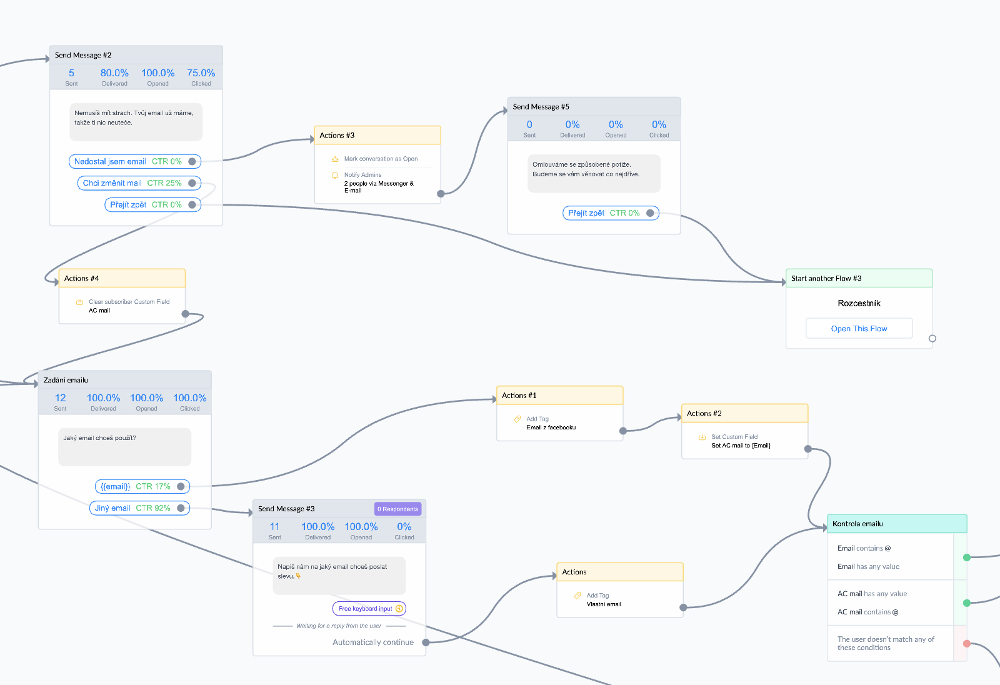 Send Message #2
5 80.0% 100.0% 75.0%
Sent Delivered Opened Clicked
Nemusíš mít strach. Tvůj email už máme,
takže ti nic neuteče.
Nedostal jsem email CTR 0%
Chci změnit mail CTR 25%
Přejít zpět CTR 0%
Actions #3
Mark conversation as Open
Notify Admins
2 people via Messenger &
E-mail
Send Message #5
0 0% 0% 0%
Sent Delivered Opened Clicked
Omlouváme se způsobené potíže.
Budeme se vám věnovat co nejdříve.
Přejít zpět CTR 0%
Actions #4
Clear subscriber Custom Field
AC mail
Start another Flow #3
Rozcestník
Open This Flow
Zadání emailu
12 100.0% 100.0% 100.0%
Sent Delivered Opened Clicked
Jaký email chceš použít?
{{email}} CTR 17%
Jiný email CTR 92%
Actions #1
Add Tag
Email z facebooku
Actions #2
Set Custom Field
Set AC mail to {Email}
Send Message #3
0 Respondents
11 100.0% 100.0% 0%
Sent Delivered Opened Clicked
Napiš nám na jaký email chceš poslat
slevu.👇
Free keyboard input
Waiting for a reply from the user
Automatically continue
Actions
Add Tag
Vlastní email
Kontrola emailu
Email contains @
Email has any value
AC mail has any value
AC mail contains @
The user doesn't match any of
these conditions